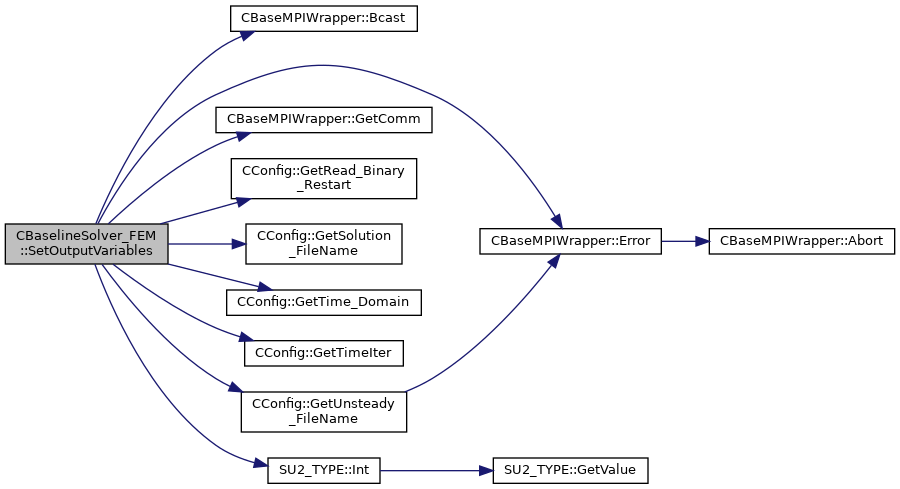 CBaselineSolver_FEM
::SetOutputVariables
CBaseMPIWrapper::Bcast
CBaseMPIWrapper::GetComm
CConfig::GetRead_Binary
_Restart
CConfig::GetSolution
_FileName
CConfig::GetTime_Domain
CConfig::GetTimeIter
CConfig::GetUnsteady
_FileName
SU2_TYPE::Int
CBaseMPIWrapper::Error
CBaseMPIWrapper::Abort
SU2_TYPE::GetValue